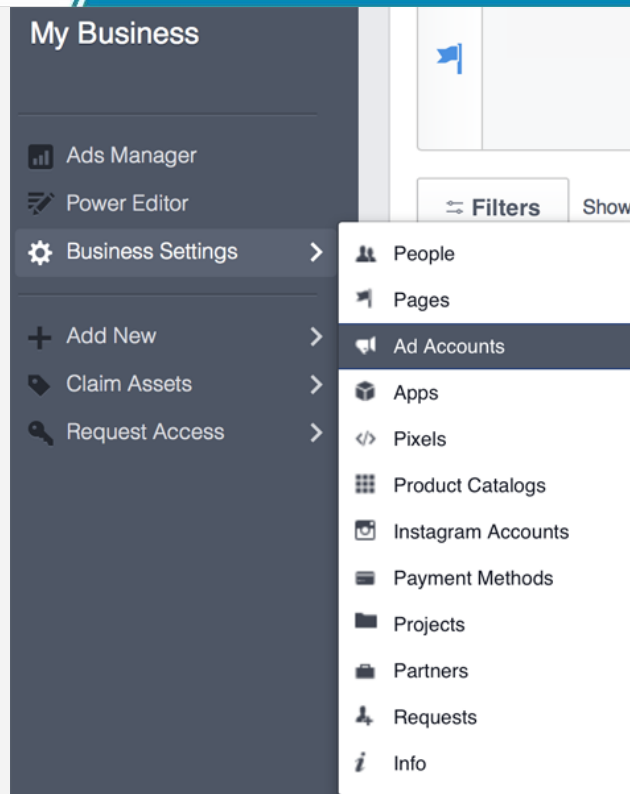 My Business
Ads Manager
Power Editor
Business Settings
Add New
Claim Assets
Request Access
Filters
Show
People
Pages
Ad Accounts
Apps
Pixels
Product Catalogs
Instagram Accounts
Payment Methods
Projects
Partners
Requests
Info